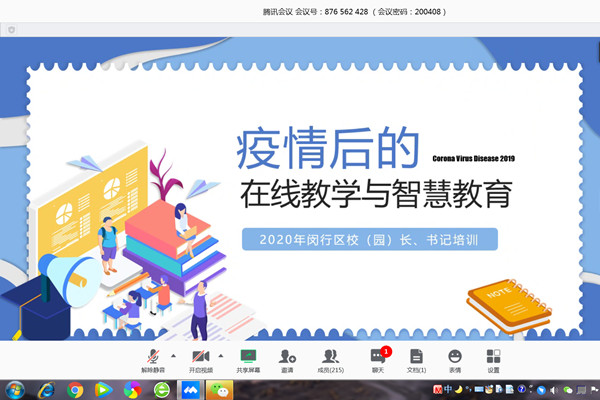 腾讯会议 会议号：876 562 428 （会议密码：200408）
疫情后的
Corona Virus Disease 2019
在线教学与智慧教育
2020年闵行区校（园）长、书记培训
NOTE
1
解除静音 开启视频 共享屏幕 邀请 成员(215) 聊天 文档(1) 表情 设置
中